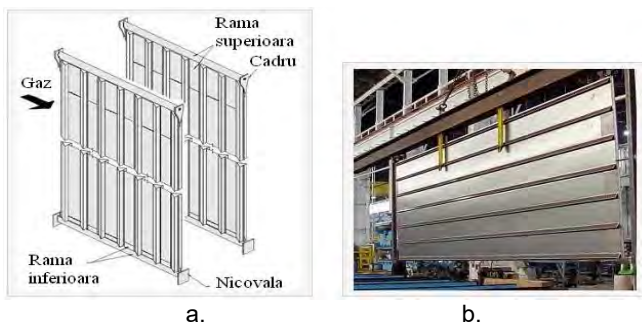 Rama
superioara
Cadru
Gaz
Rama
inferioara
Nicovala
a.
b.